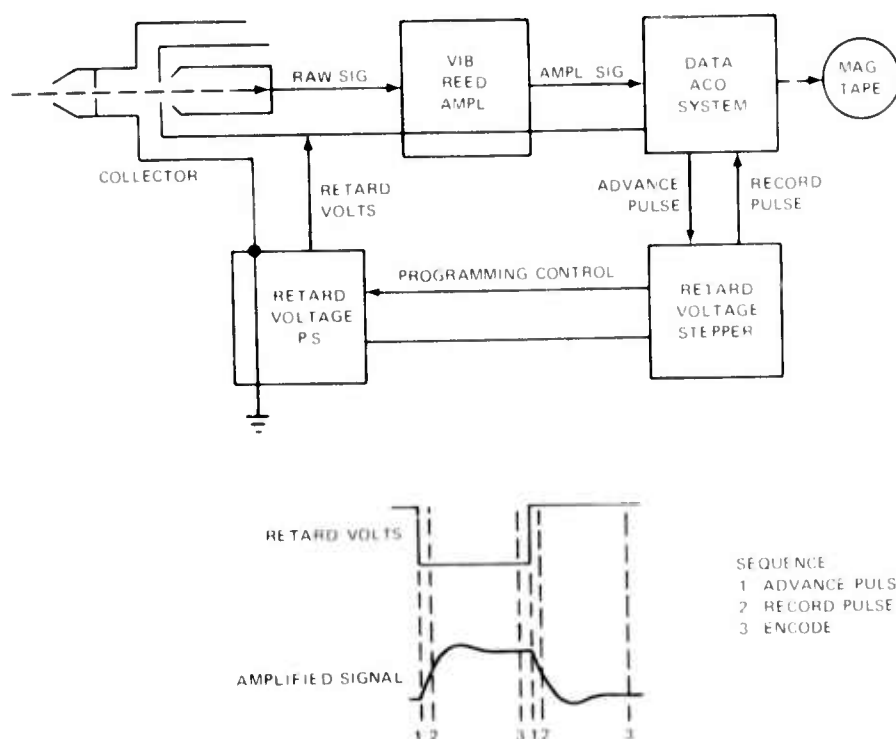 RAW SIG
VIB
REED
AMPL
AMPL SIG
DATA
ACO
SYSTEM
MAG
TAPE
COLLECTOR
RETARD
VOLTS
ADVANCE
PULSE
RECORD
PULSE
RETARD
VOLTAGE
PS
PROGRAMMING CONTROL
RETARD
VOLTAGE
STEPPER
RETARD VOLTS
AMPLIFIED SIGNAL
1 2 3 1 2 3
SEQUENCE
1 ADVANCE PULS
2 RECORD PULSE
3 ENCODE